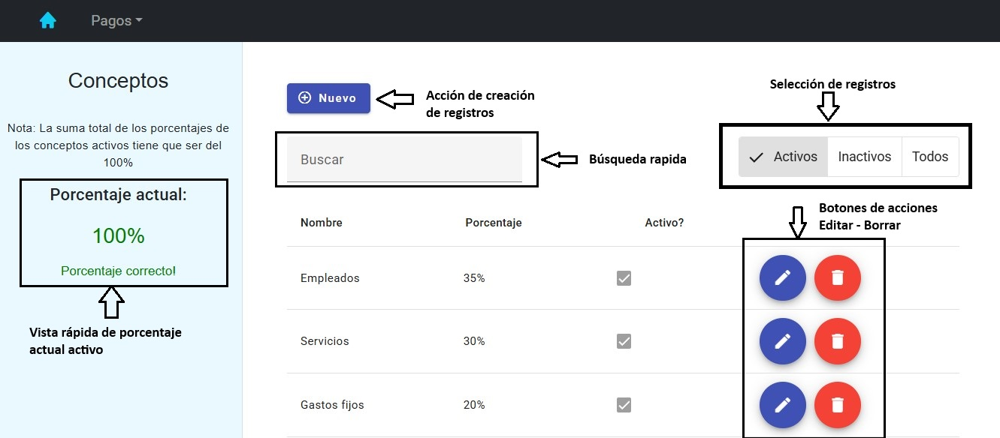 Pagos
Conceptos
Nota: La suma total de los porcentajes de
los conceptos activos tiene que ser del
100%
Porcentaje actual:
100%
Porcentaje correcto!
Vista rápida de porcentaje
actual activo
Nuevo
Acción de creación
de registros
Selección de registros
Buscar
Búsqueda rapida
Activos Inactivos Todos
Botones de acciones
Editar - Borrar
Nombre Porcentaje Activo?
Empleados 35%
Servicios 30%
Gastos fijos 20%